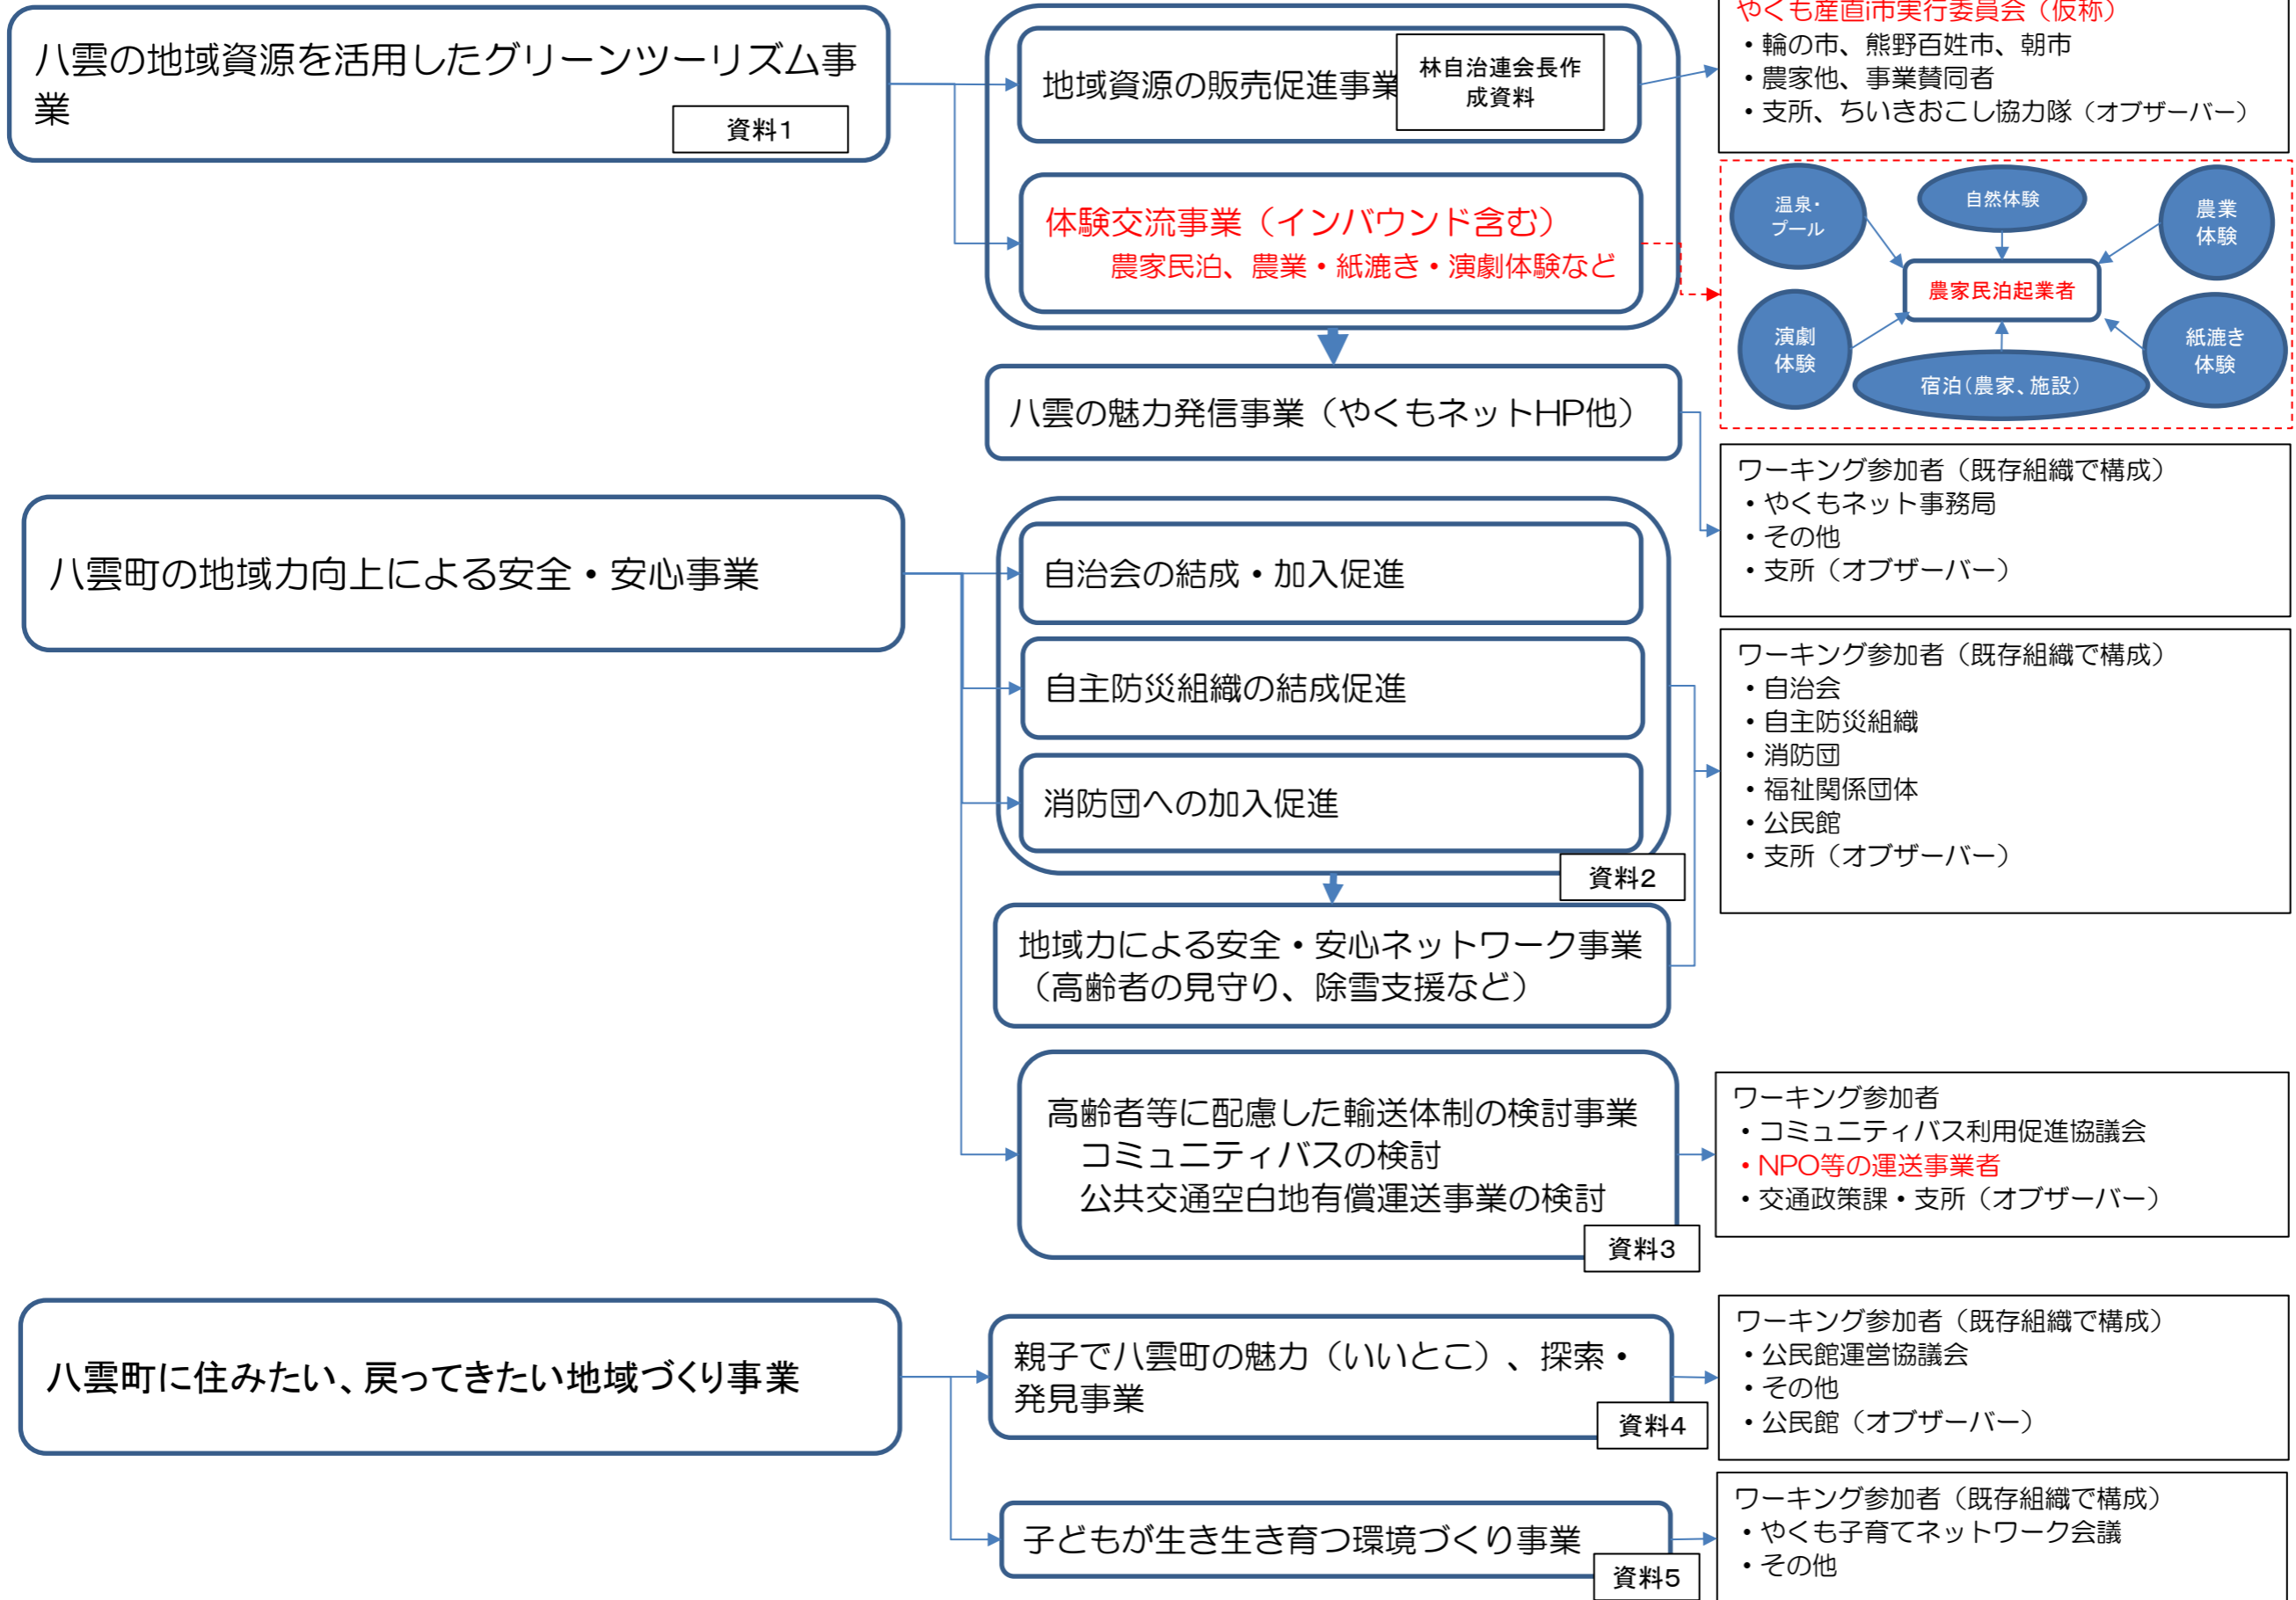 八雲の地域資源を活用したグリーンツーリズム事
業
資料1
地域資源の販売促進事業
林自治連会長作
成資料
やくも産直i市実行委員会（仮称）
・輪の市、熊野百姓市、朝市
・農家他、事業賛同者
・支所、ちいきおこし協力隊（オブザーバー）
体験交流事業（インバウンド含む）
農家民泊、農業・紙漉き・演劇体験など
温泉・
プール
自然体験
農業
体験
農家民泊起業者
演劇
体験
宿泊（農家、施設）
紙漉き
体験
八雲の魅力発信事業（やくもネットHP他）
ワーキング参加者（既存組織で構成）
・やくもネット事務局
・その他
・支所（オブザーバー）
八雲町の地域力向上による安全・安心事業
自治会の結成・加入促進
自主防災組織の結成促進
消防団への加入促進
資料2
地域力による安全・安心ネットワーク事業
（高齢者の見守り、除雪支援など）
ワーキング参加者（既存組織で構成）
・自治会
・自主防災組織
・消防団
・福祉関係団体
・公民館
・支所（オブザーバー）
高齢者等に配慮した輸送体制の検討事業
コミュニティバスの検討
公共交通空白地有償運送事業の検討
資料3
ワーキング参加者
・コミュニティバス利用促進協議会
・NPO等の運送事業者
・交通政策課・支所（オブザーバー）
八雲町に住みたい、戻ってきたい地域づくり事業
親子で八雲町の魅力（いいとこ）、探索・
発見事業
資料4
ワーキング参加者（既存組織で構成）
・公民館運営協議会
・その他
・公民館（オブザーバー）
子どもが生き生き育つ環境づくり事業
資料5
ワーキング参加者（既存組織で構成）
・やくも子育てネットワーク会議
・その他